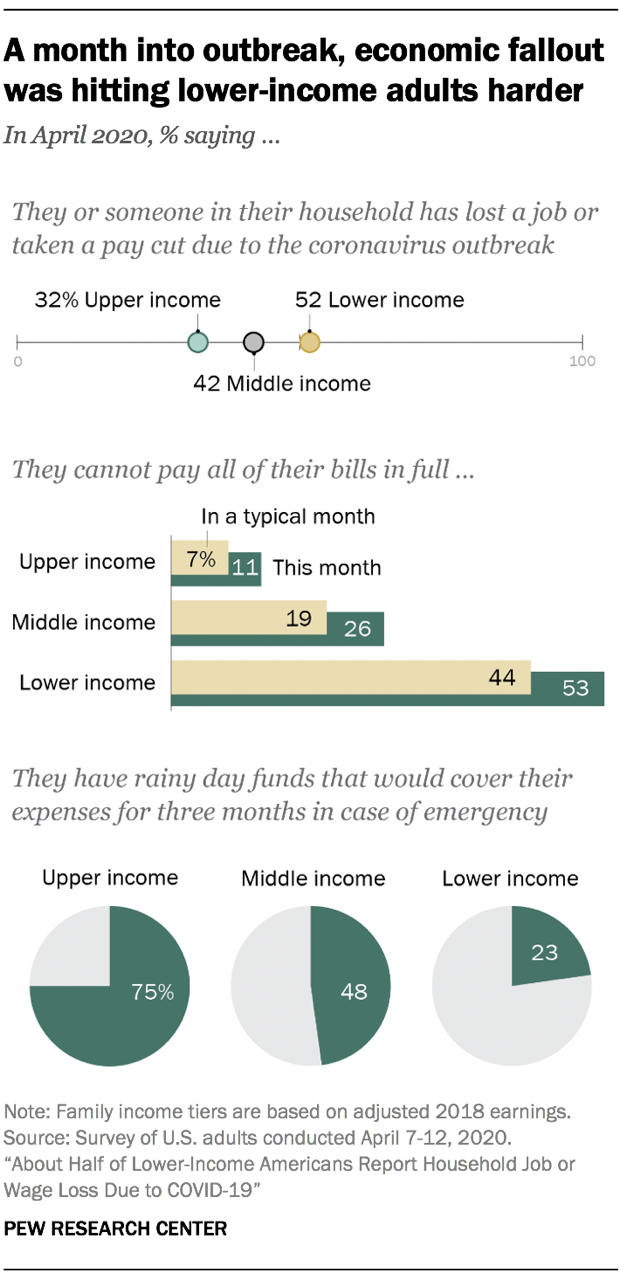 A month into outbreak, economic fallout
was hitting lower-income adults harder
In April 2020, % saying ...
They or someone in their household has lost a job or
taken a pay cut due to the coronavirus outbreak
32% Upper income
52 Lower income
0
100
42 Middle income
They cannot pay all of their bills in full ...
In a typical month
Upper income
7%
11
This month
Middle income
19
26
Lower income
44
53
They have rainy day funds that would cover their
expenses for three months in case of emergency
Upper income
Middle income
Lower income
75%
48
23
Note: Family income tiers are based on adjusted 2018 earnings.
Source: Survey of U.S. adults conducted April 7-12, 2020.
“About Half of Lower-Income Americans Report Household Job or
Wage Loss Due to COVID-19”
PEW RESEARCH CENTER